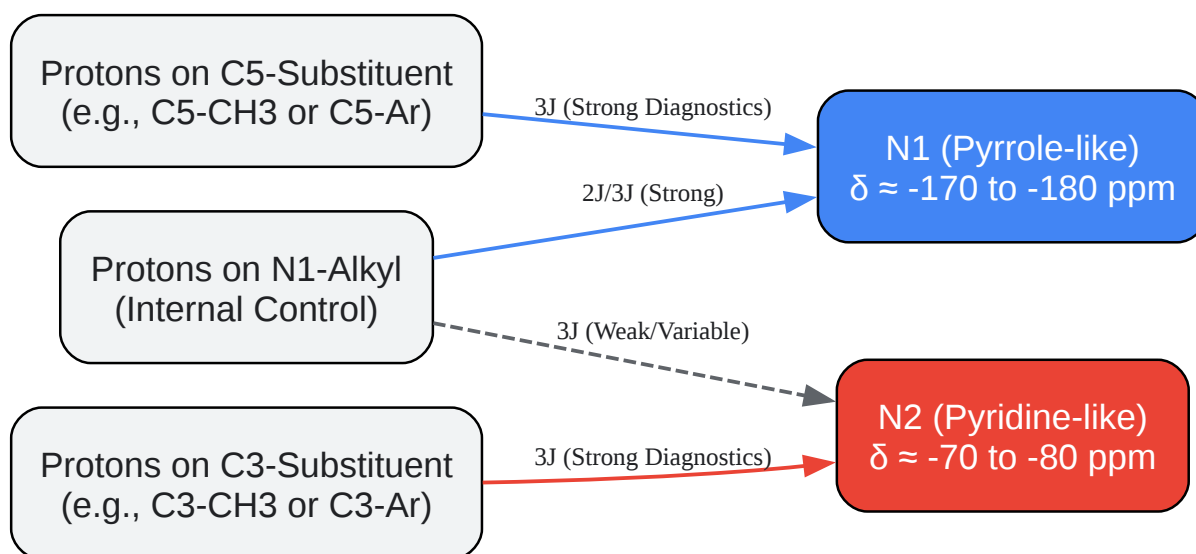 Protons on C5-Substituent
(e.g., C5-CH3 or C5-Ar)
3J (Strong Diagnostics)
N1 (Pyrrole-like)
δ ≈ -170 to -180 ppm
2J/3J (Strong)
Protons on N1-Alkyl
(Internal Control)
3J (Weak/Variable)
N2 (Pyridine-like)
δ ≈ -70 to -80 ppm
3J (Strong Diagnostics)
Protons on C3-Substituent
(e.g., C3-CH3 or C3-Ar)